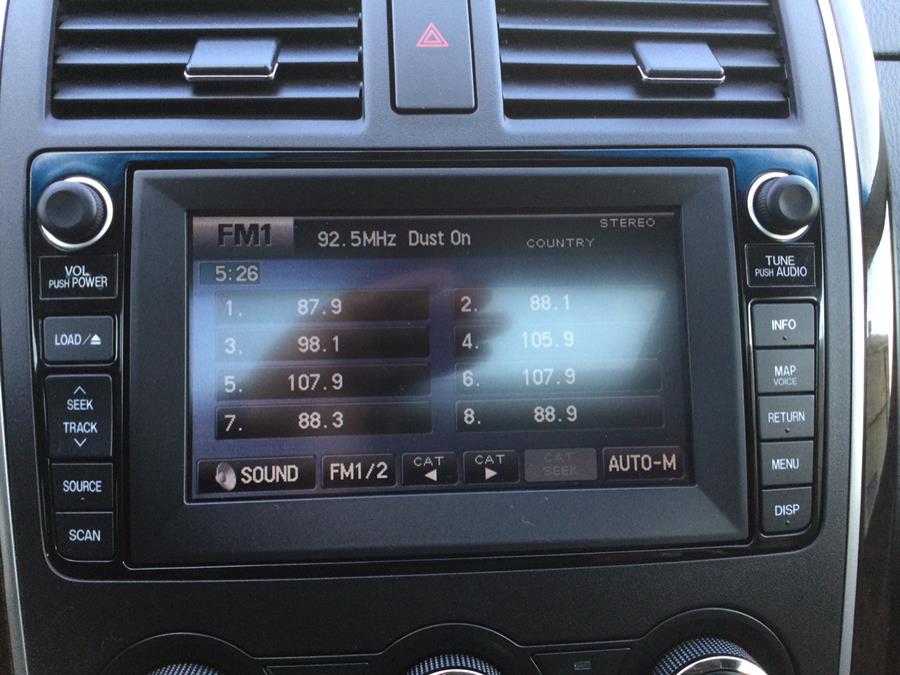 FM1 92.5MHz Dust On STEREO
COUNTRY
5:26
1. 87.9 2. 88.1
3. 98.1 4. 105.9
5. 107.9 6. 107.9
7. 88.3 8. 88.9
SOUND FM1/2 CAT ◀ CAT ▶ CAT SEEK AUTO-M
VOL
PUSH POWER
LOAD/⏏
SEEK
TRACK
SOURCE
SCAN
TUNE
PUSH AUDIO
INFO
MAP
VOICE
RETURN
MENU
DISP